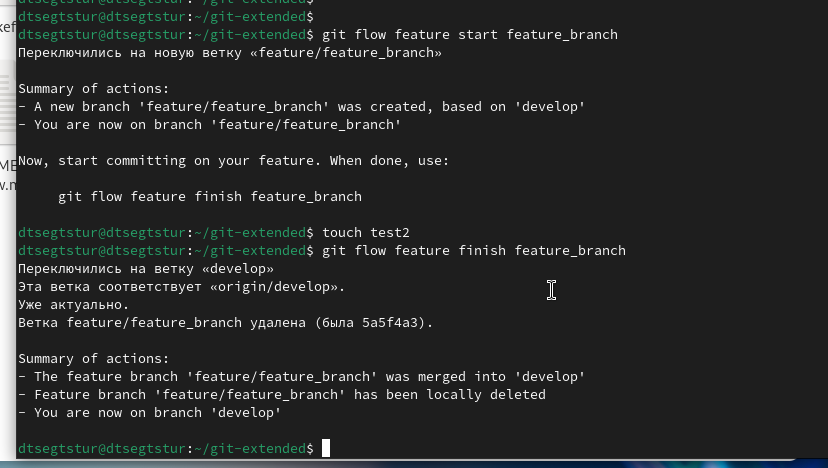 dtsegtstur@dtsegtstur:~/git-extended$
dtsegtstur@dtsegtstur:~/git-extended$ git flow feature start feature_branch
Переключились на новую ветку «feature/feature_branch»
Summary of actions:
- A new branch 'feature/feature_branch' was created, based on 'develop'
- You are now on branch 'feature/feature_branch'
Now, start committing on your feature. When done, use:
git flow feature finish feature_branch
dtsegtstur@dtsegtstur:~/git-extended$ touch test2
dtsegtstur@dtsegtstur:~/git-extended$ git flow feature finish feature_branch
Переключились на ветку «develop»
Эта ветка соответствует «origin/develop».
Уже актуально.
Ветка feature/feature_branch удалена (была 5a5f4a3).
Summary of actions:
- The feature branch 'feature/feature_branch' was merged into 'develop'
- Feature branch 'feature/feature_branch' has been locally deleted
- You are now on branch 'develop'
dtsegtstur@dtsegtstur:~/git-extended$